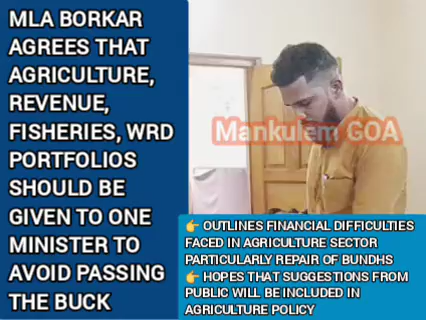 MLA BORKAR
AGREES THAT
AGRICULTURE,
REVENUE,
FISHERIES, WRD
PORTFOLIOS
SHOULD BE
GIVEN TO ONE
MINISTER TO
AVOID PASSING
THE BUCK
Mankulem GOA
👉 OUTLINES FINANCIAL DIFFICULTIES
FACED IN AGRICULTURE SECTOR
PARTICULARLY REPAIR OF BUNDHS
👉 HOPES THAT SUGGESTIONS FROM
PUBLIC WILL BE INCLUDED IN
AGRICULTURE POLICY